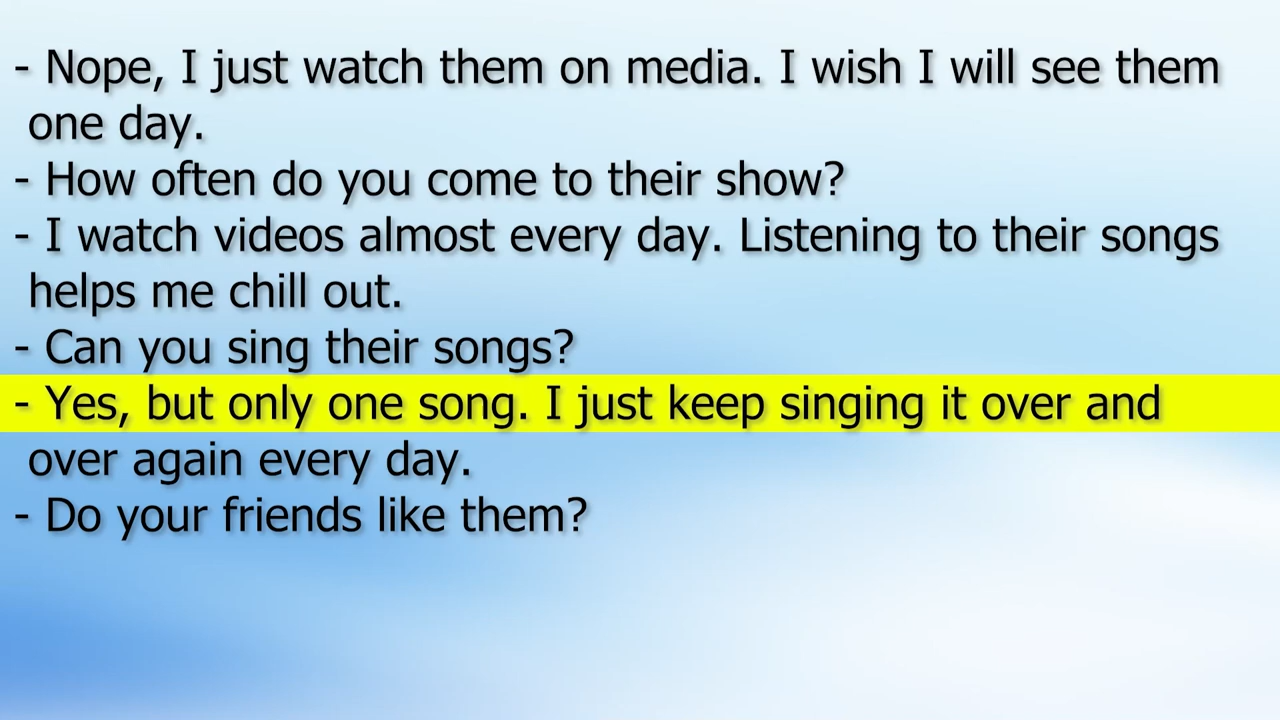 - Nope, I just watch them on media. I wish I will see them
one day.
- How often do you come to their show?
- I watch videos almost every day. Listening to their songs
helps me chill out.
- Can you sing their songs?
- Yes, but only one song. I just keep singing it over and
over again every day.
- Do your friends like them?